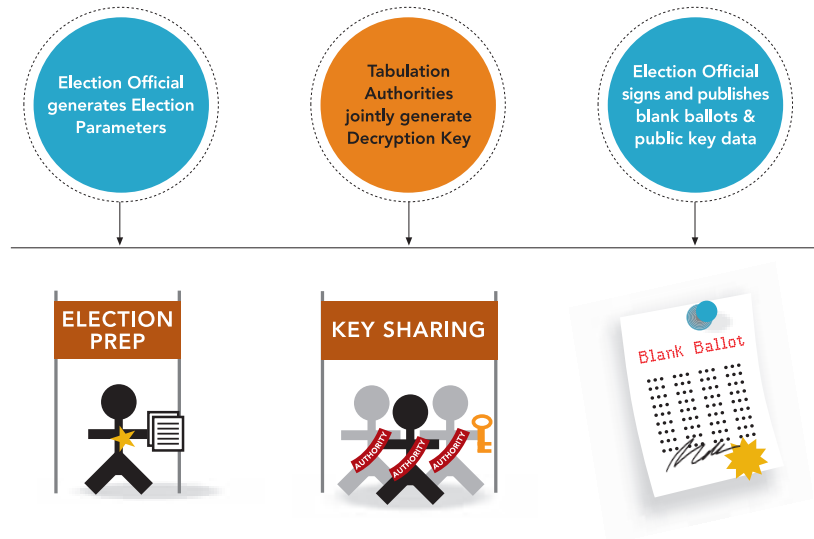 Election Official
generates Election
Parameters
Tabulation
Authorities
jointly generate
Decryption Key
Election Official
signs and publishes
blank ballots &
public key data
ELECTION
PREP
KEY SHARING
AUTHORITY
AUTHORITY
AUTHORITY
Blank Ballot